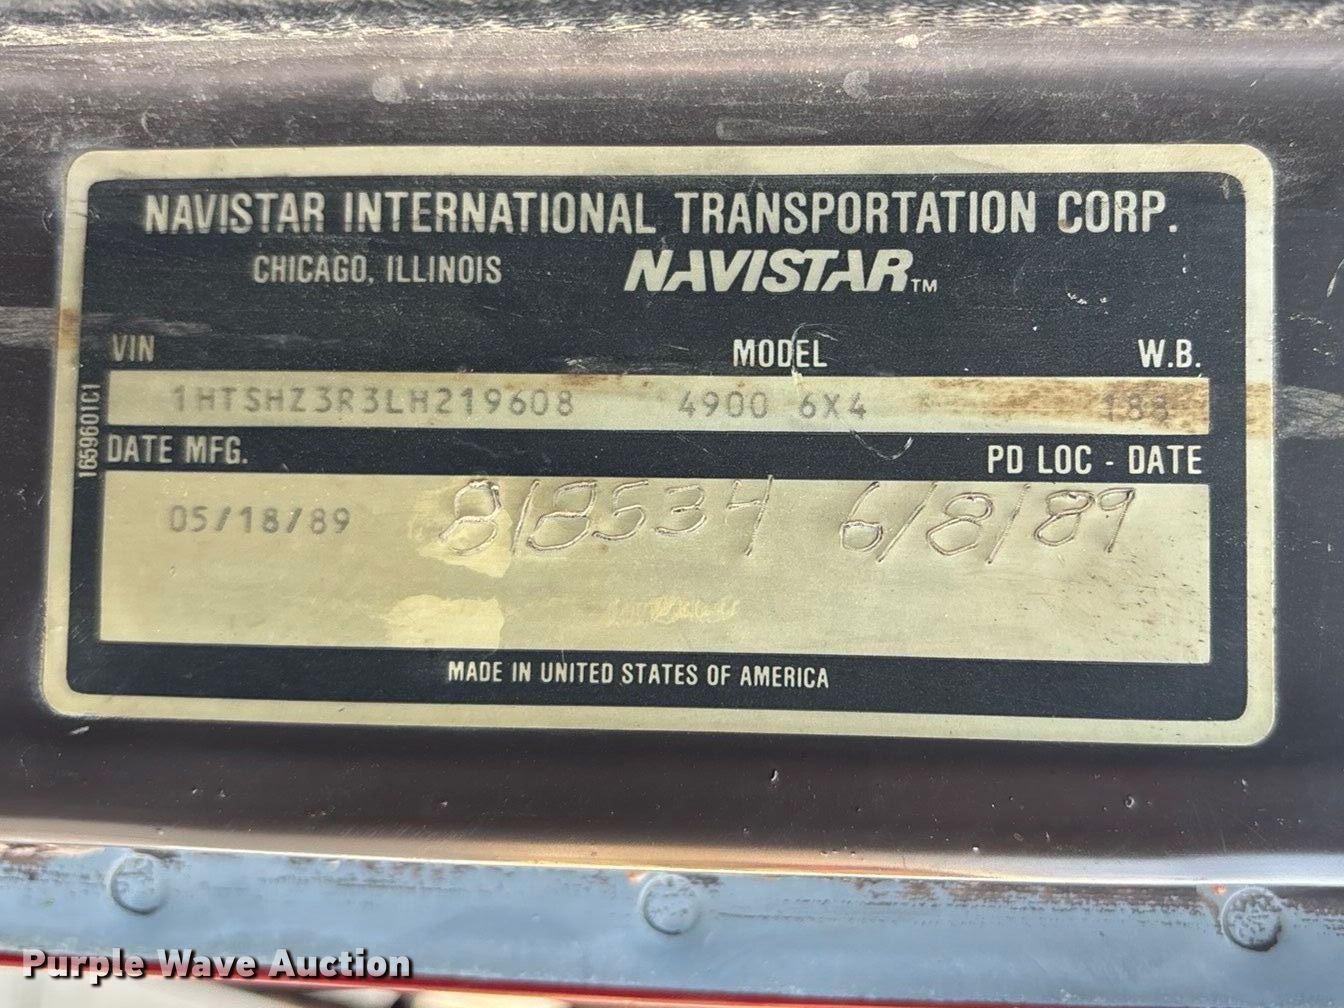 NAVISTAR INTERNATIONAL TRANSPORTATION CORP.
CHICAGO, ILLINOIS NAVISTAR™
VIN MODEL W.B.
1HTSHZ3R3LH219608 4900 6X4 188
1659601C1
DATE MFG. PD LOC - DATE
05/18/89 818534 6/8/89
MADE IN UNITED STATES OF AMERICA
Purple Wave Auction